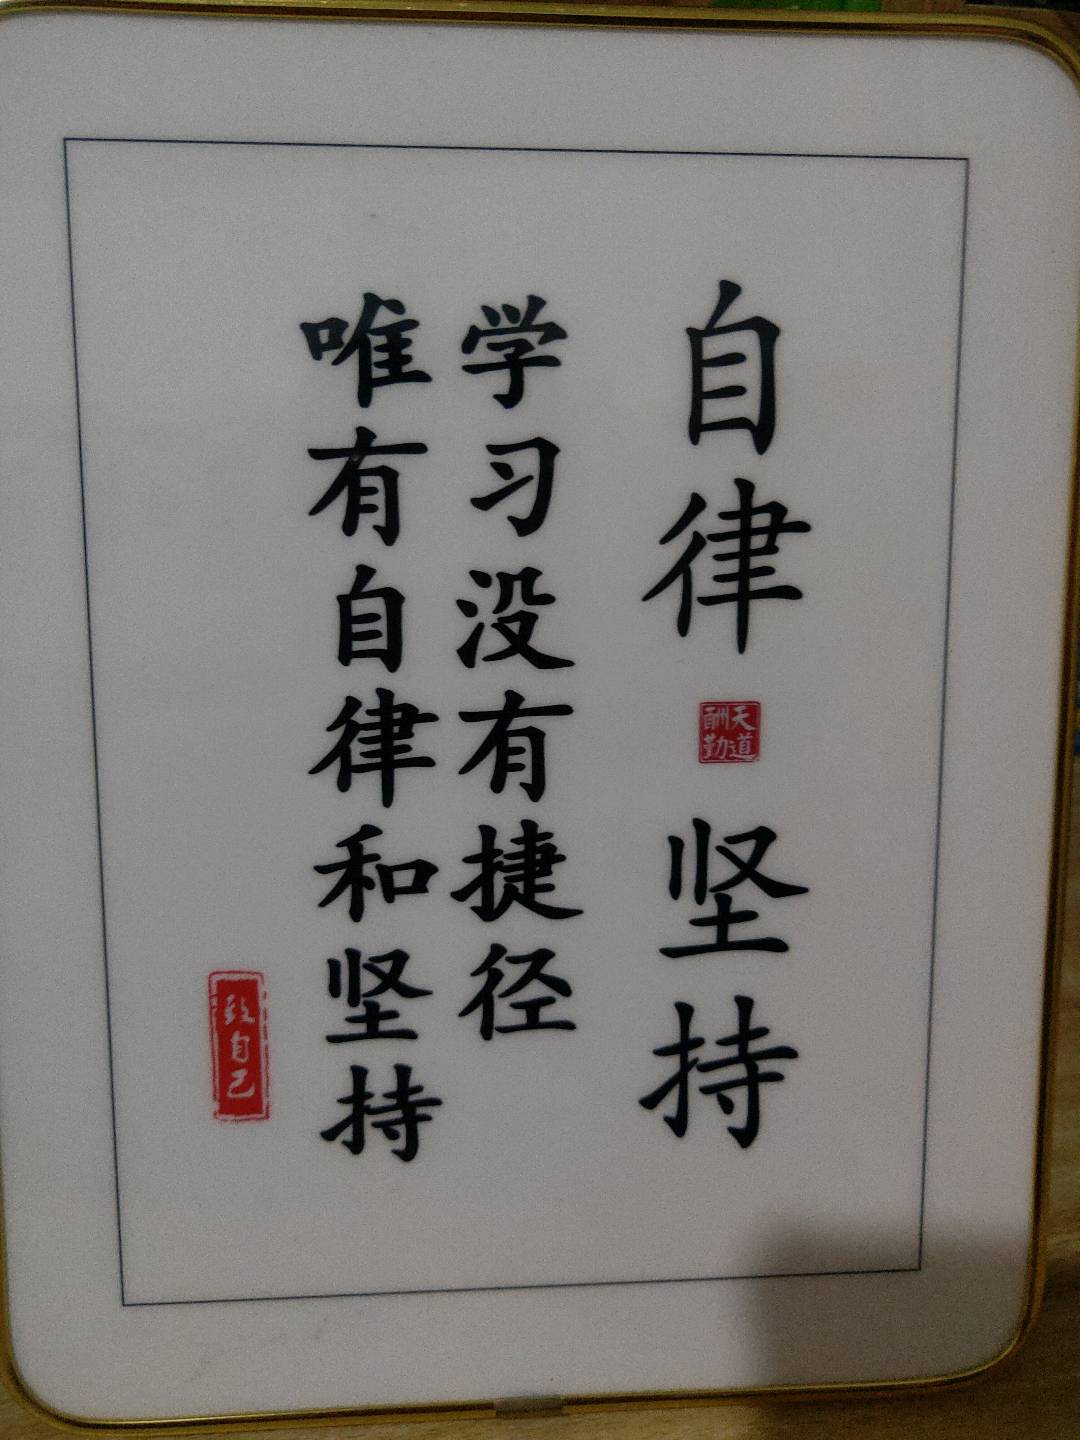 自律
天道
酬勤
坚持
学习没有捷径
唯有自律和坚持
致自己